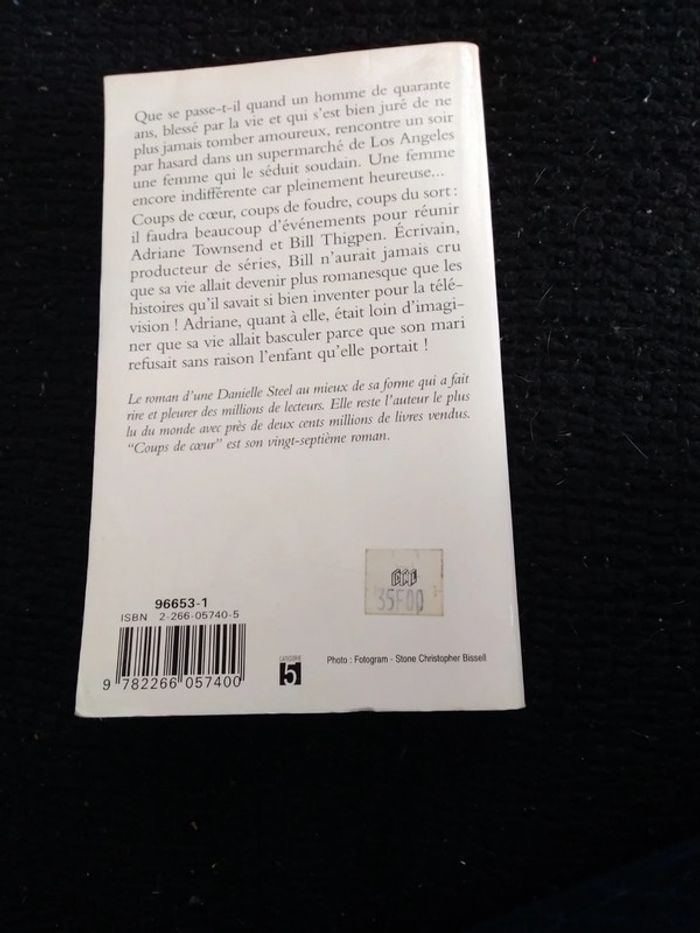 Que se passe-t-il quand un homme de quarante
ans, blessé par la vie et qui s'est bien juré de ne
plus jamais tomber amoureux, rencontre un soir
par hasard dans un supermarché de Los Angeles
une femme qui le séduit soudain. Une femme
encore indifférente car pleinement heureuse...
Coups de cœur, coups de foudre, coups du sort :
il faudra beaucoup d'événements pour réunir
Adriane Townsend et Bill Thigpen. Écrivain,
producteur de séries, Bill n'aurait jamais cru
que sa vie allait devenir plus romanesque que les
histoires qu'il savait si bien inventer pour la télé-
vision ! Adriane, quant à elle, était loin d'imagi-
ner que sa vie allait basculer parce que son mari
refusait sans raison l'enfant qu'elle portait !
Le roman d'une Danielle Steel au mieux de sa forme qui a fait
rire et pleurer des millions de lecteurs. Elle reste l'auteur le plus
lu du monde avec près de deux cents millions de livres vendus.
"Coups de cœur" est son vingt-septième roman.
35F00
96653-1
ISBN 2-266-05740-5
9 782266 057400
CATÉGORIE
5
Photo : Fotogram - Stone Christopher Bissell